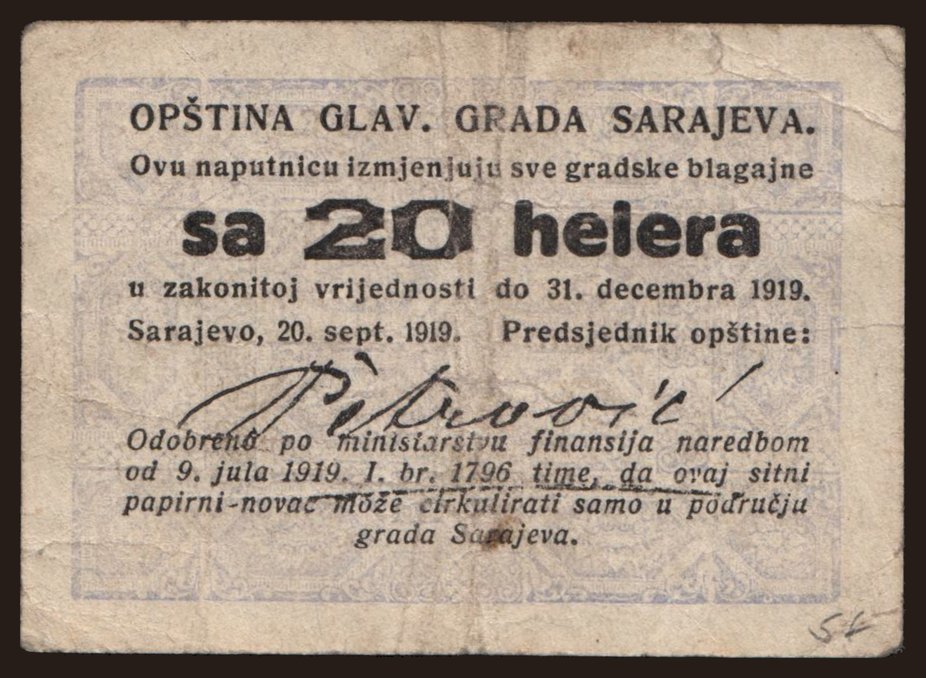 OPŠTINA GLAV. GRADA SARAJEVA.
Ovu naputnicu izmjenjuju sve gradske blagajne
sa 20 helera
u zakonitoj vrijednosti do 31. decembra 1919.
Sarajevo, 20. sept. 1919. Predsjednik opštine:
Petrović
Odobreno po ministarstvu finansija naredbom
od 9. jula 1919. I. br. 1796 time, da ovaj sitni
papirni-novac može cirkulirati samo u području
grada Sarajeva.